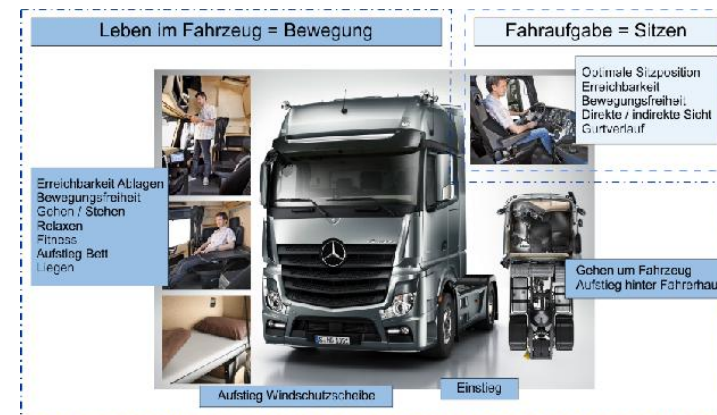 Leben im Fahrzeug = Bewegung
Fahraufgabe = Sitzen
Optimale Sitzposition
Erreichbarkeit
Bewegungsfreiheit
Direkte / indirekte Sicht
Gurtverlauf
Erreichbarkeit Ablagen
Bewegungsfreiheit
Gehen / Stehen
Relaxen
Fitness
Aufstieg Bett
Liegen
Gehen um Fahrzeug
Aufstieg hinter Fahrerhau
Aufstieg Windschutzscheibe
Einstieg